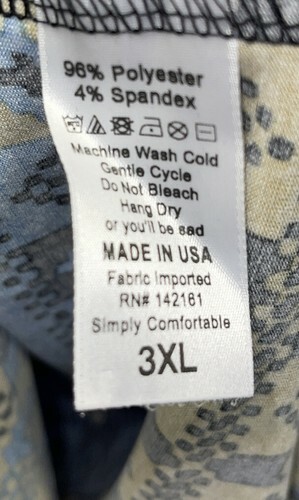 96% Polyester
4% Spandex
Machine Wash Cold
Gentle Cycle
Do Not Bleach
Hang Dry
or you'll be sad
MADE IN USA
Fabric Imported
RN# 142161
Simply Comfortable
3XL